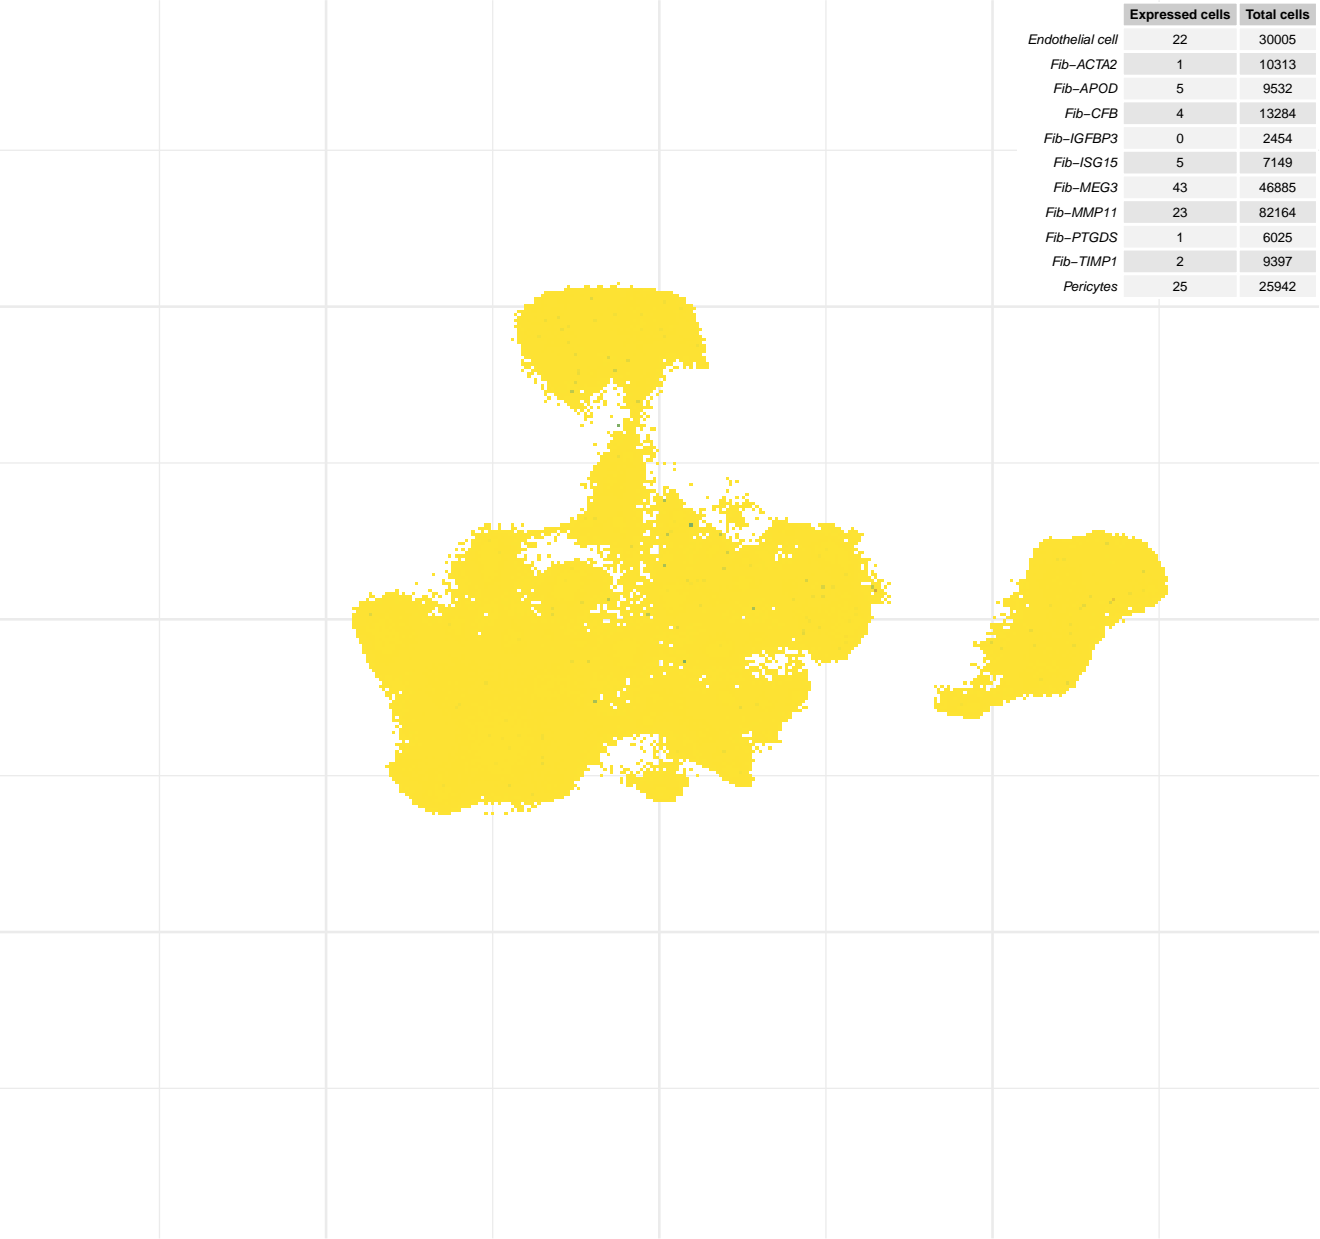 Expressed cells Total cells
Endothelial cell 22 30005
Fib−ACTA2 1 10313
Fib−APOD 5 9532
Fib−CFB 4 13284
Fib−IGFBP3 0 2454
Fib−ISG15 5 7149
Fib−MEG3 43 46885
Fib−MMP11 23 82164
Fib−PTGDS 1 6025
Fib−TIMP1 2 9397
Pericytes 25 25942